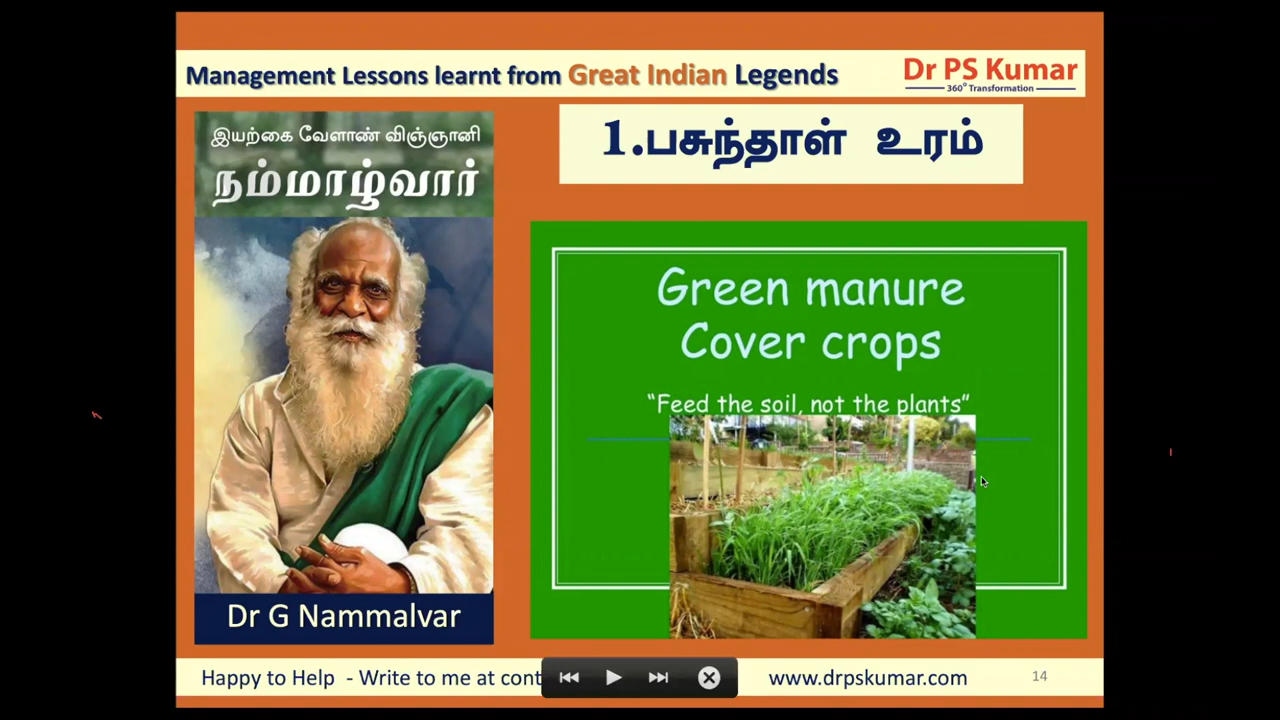 Management Lessons learnt from Great Indian Legends
Dr PS Kumar
360° Transformation
இயற்கை வேளாண் விஞ்ஞானி
நம்மாழ்வார்
Dr G Nammalvar
1.பசுந்தாள் உரம்
Green manure
Cover crops
“Feed the soil, not the plants”
Happy to Help - Write to me at cont
www.drpskumar.com
14